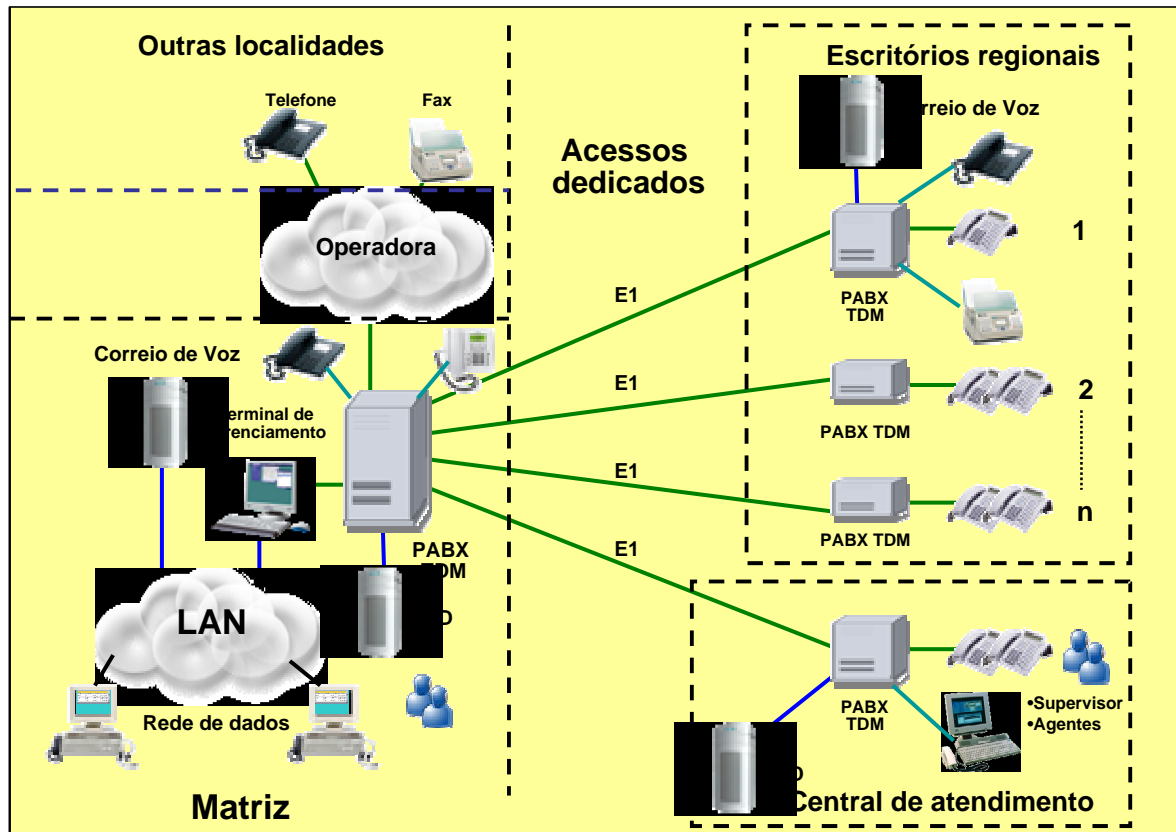 Outras localidades
Telefone
Fax
Operadora
Acessos
dedicados
Escritórios regionais
rreio de Voz
1
PABX
TDM
E1
E1
2
PABX TDM
E1
n
PABX TDM
E1
Correio de Voz
erminal de
renciamento
PABX
TDM
LAN
Rede de dados
Matriz
PABX
TDM
•Supervisor
•Agentes
Central de atendimento